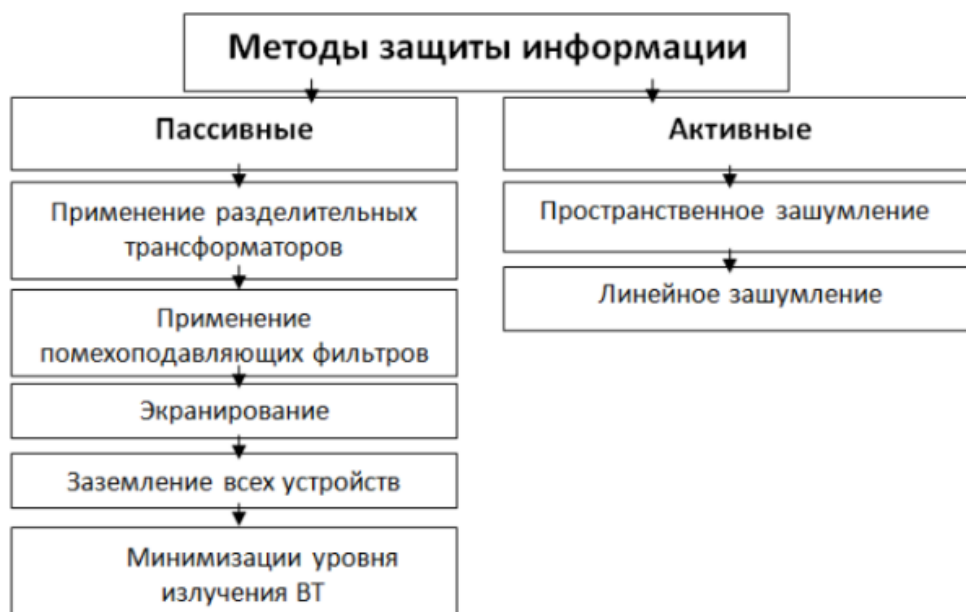 Методы защиты информации
Пассивные
Применение разделительных
трансформаторов
Применение
помехоподавляющих фильтров
Экранирование
Заземление всех устройств
Минимизации уровня
излучения ВТ
Активные
Пространственное зашумление
Линейное зашумление